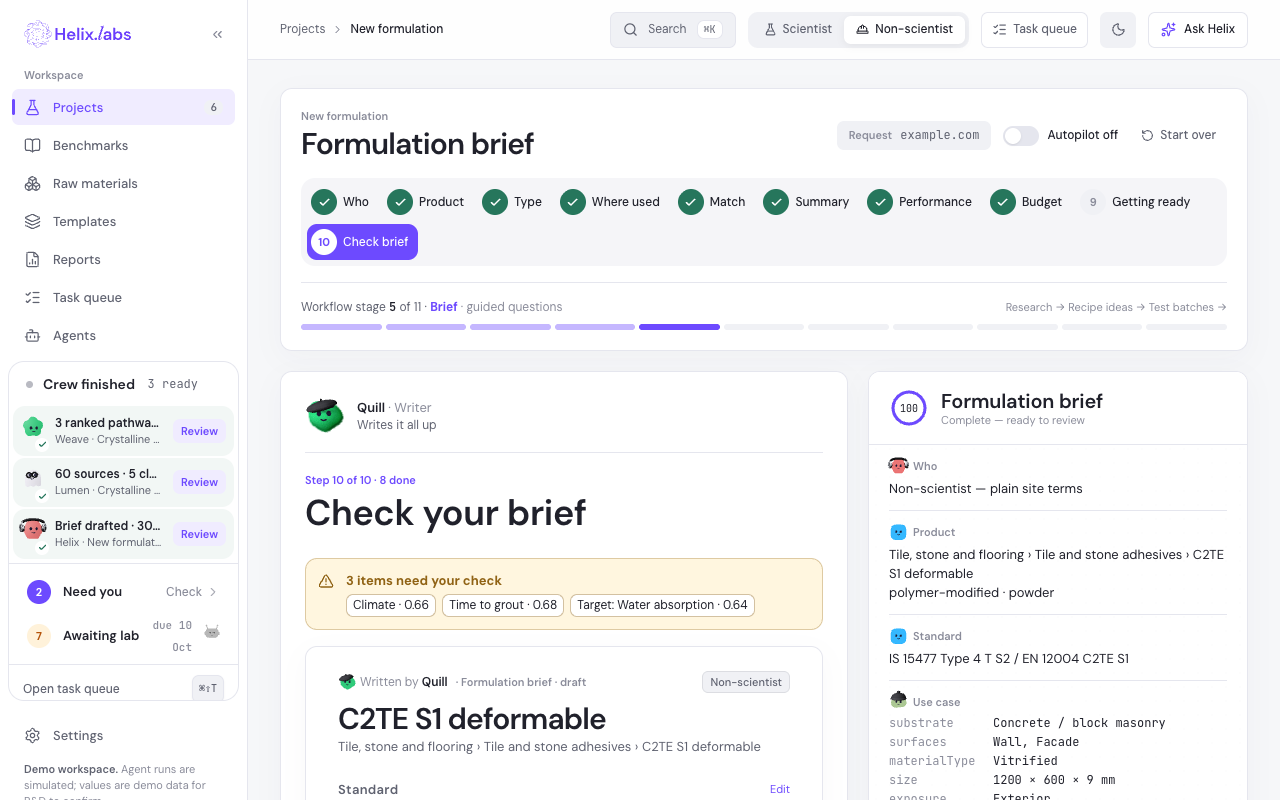 Helix.labs
Workspace
Projects 6
Benchmarks
Raw materials
Templates
Reports
Task queue
Agents
Crew finished 3 ready
3 ranked pathwa…
Weave · Crystalline …
Review
60 sources · 5 cl…
Lumen · Crystalline …
Review
Brief drafted · 30…
Helix · New formulat…
Review
2 Need you Check
7 Awaiting lab due 10 Oct
Open task queue ⌘⇧T
Settings
Demo workspace. Agent runs are
simulated; values are demo data for
Projects > New formulation
Search ⌘K
Scientist
Non-scientist
Task queue
Ask Helix
New formulation
Formulation brief
Request example.com
Autopilot off
Start over
Who
Product
Type
Where used
Match
Summary
Performance
Budget
9 Getting ready
10 Check brief
Workflow stage 5 of 11 · Brief · guided questions
Research → Recipe ideas → Test batches →
Quill · Writer
Writes it all up
Step 10 of 10 · 8 done
Check your brief
3 items need your check
Climate · 0.66
Time to grout · 0.68
Target: Water absorption · 0.64
Written by Quill · Formulation brief · draft
Non-scientist
C2TE S1 deformable
Tile, stone and flooring › Tile and stone adhesives › C2TE S1 deformable
Standard Edit
100
Formulation brief
Complete — ready to review
Who
Non-scientist — plain site terms
Product
Tile, stone and flooring › Tile and stone adhesives › C2TE
S1 deformable
polymer-modified · powder
Standard
IS 15477 Type 4 T S2 / EN 12004 C2TE S1
Use case
substrate Concrete / block masonry
surfaces Wall, Facade
materialType Vitrified
size 1200 × 600 × 9 mm
exposure Exterior